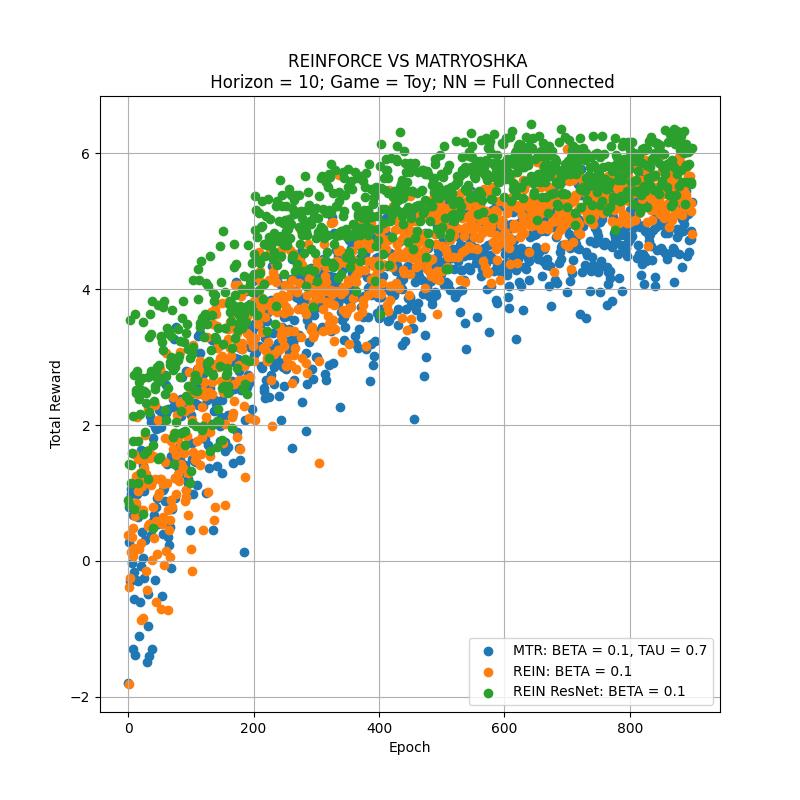 REINFORCE VS MATRYOSHKA
Horizon = 10; Game = Toy; NN = Full Connected
Total Reward
6
4
2
0
−2
0 200 400 600 800
Epoch
MTR: BETA = 0.1, TAU = 0.7
REIN: BETA = 0.1
REIN ResNet: BETA = 0.1